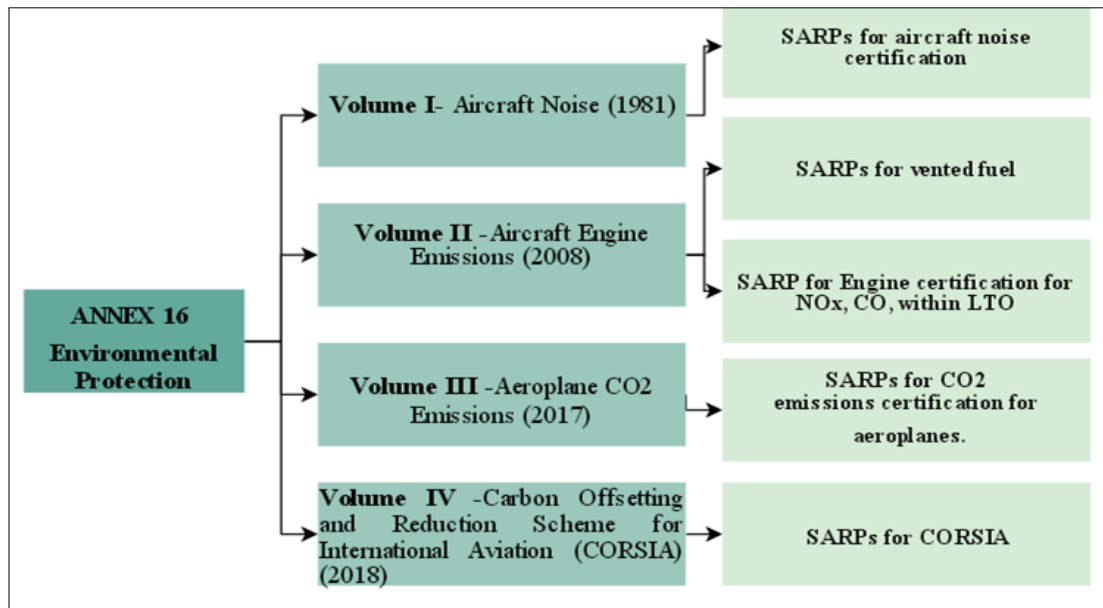 ANNEX 16
Environmental
Protection
Volume I- Aircraft Noise (1981)
Volume II -Aircraft Engine
Emissions (2008)
Volume III -Aeroplane CO2
Emissions (2017)
Volume IV -Carbon Offsetting
and Reduction Scheme for
International Aviation (CORSIA)
(2018)
SARPs for aircraft noise
certification
SARPs for vented fuel
SARP for Engine certification for
NOx, CO, within LTO
SARPs for CO2
emissions certification for
aeroplanes.
SARPs for CORSIA